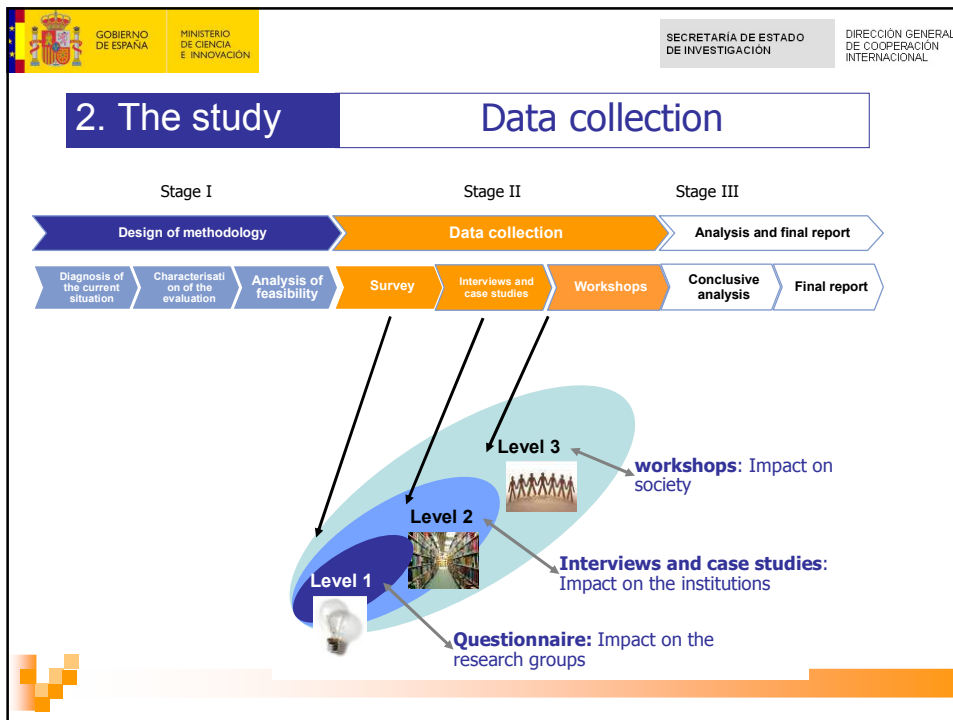 GOBIERNO
DE ESPAÑA
MINISTERIO
DE CIENCIA
E INNOVACIÓN
SECRETARÍA DE ESTADO
DE INVESTIGACIÓN
DIRECCIÓN GENERAL
DE COOPERACIÓN
INTERNACIONAL
2. The study
Data collection
Stage I
Stage II
Stage III
Design of methodology
Data collection
Analysis and final report
Diagnosis of
the current
situation
Characterisati
on of the
evaluation
Analysis of
feasibility
Survey
Interviews and
case studies
Workshops
Conclusive
analysis
Final report
Level 3
workshops: Impact on
society
Level 2
Interviews and case studies:
Impact on the institutions
Level 1
Questionnaire: Impact on the
research groups